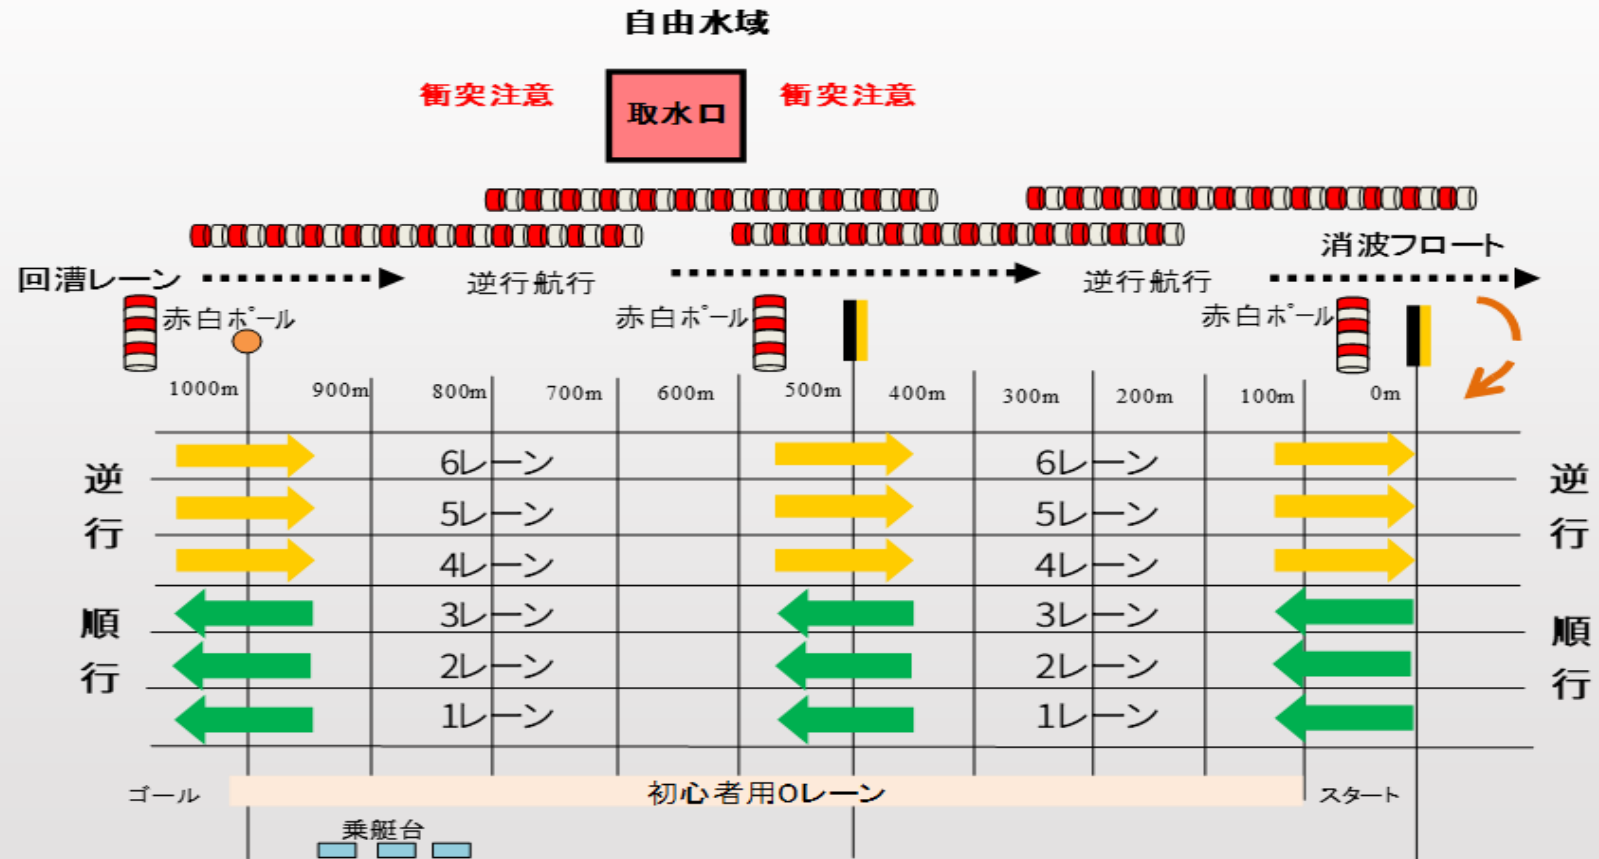 自由水域
衝突注意
取水口
衝突注意
消波フロート
回漕レーン
逆行航行
逆行航行
赤白ポール
赤白ポール
赤白ポール
1000m 900m 800m 700m 600m 500m 400m 300m 200m 100m 0m
逆行
6レーン
6レーン
逆行
5レーン
5レーン
4レーン
4レーン
順行
3レーン
3レーン
順行
2レーン
2レーン
1レーン
1レーン
ゴール
初心者用0レーン
スタート
乗艇台